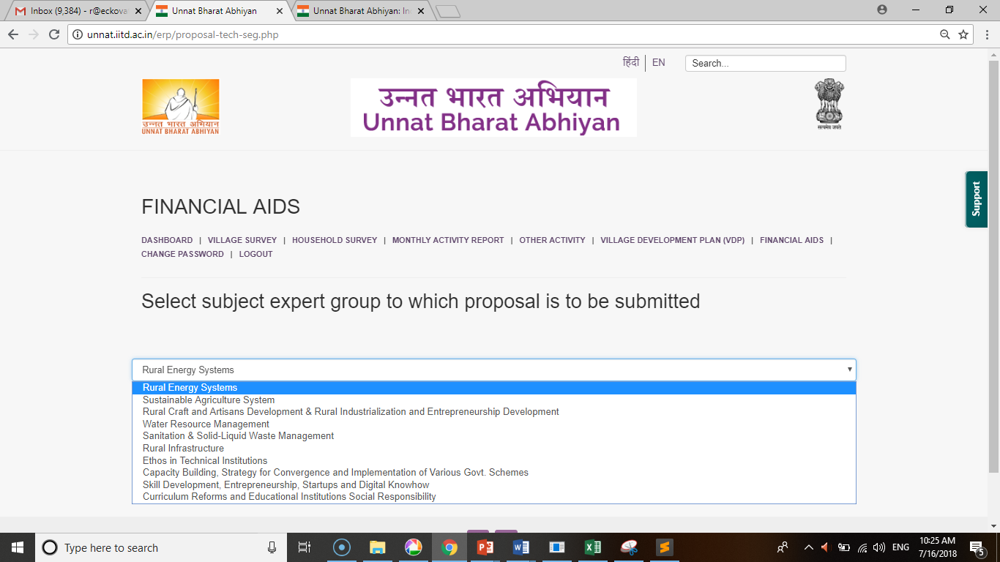 Inbox (9,384) - r@eckova
Unnat Bharat Abhiyan
Unnat Bharat Abhiyan: In
unnat.iitd.ac.in/erp/proposal-tech-seg.php
हिंदी
EN
Search...
उन्नत भारत अभियान
UNNAT BHARAT ABHIYAN
उन्नत भारत अभियान
Unnat Bharat Abhiyan
सत्यमेव जयते
Support
FINANCIAL AIDS
DASHBOARD | VILLAGE SURVEY | HOUSEHOLD SURVEY | MONTHLY ACTIVITY REPORT | OTHER ACTIVITY | VILLAGE DEVELOPMENT PLAN (VDP) | FINANCIAL AIDS |
CHANGE PASSWORD | LOGOUT
Select subject expert group to which proposal is to be submitted
Rural Energy Systems
Rural Energy Systems
Sustainable Agriculture System
Rural Craft and Artisans Development & Rural Industrialization and Entrepreneurship Development
Water Resource Management
Sanitation & Solid-Liquid Waste Management
Rural Infrastructure
Ethos in Technical Institutions
Capacity Building, Strategy for Convergence and Implementation of Various Govt. Schemes
Skill Development, Entrepreneurship, Startups and Digital Knowhow
Curriculum Reforms and Educational Institutions Social Responsibility
Type here to search
ENG
10:25 AM
7/16/2018
5